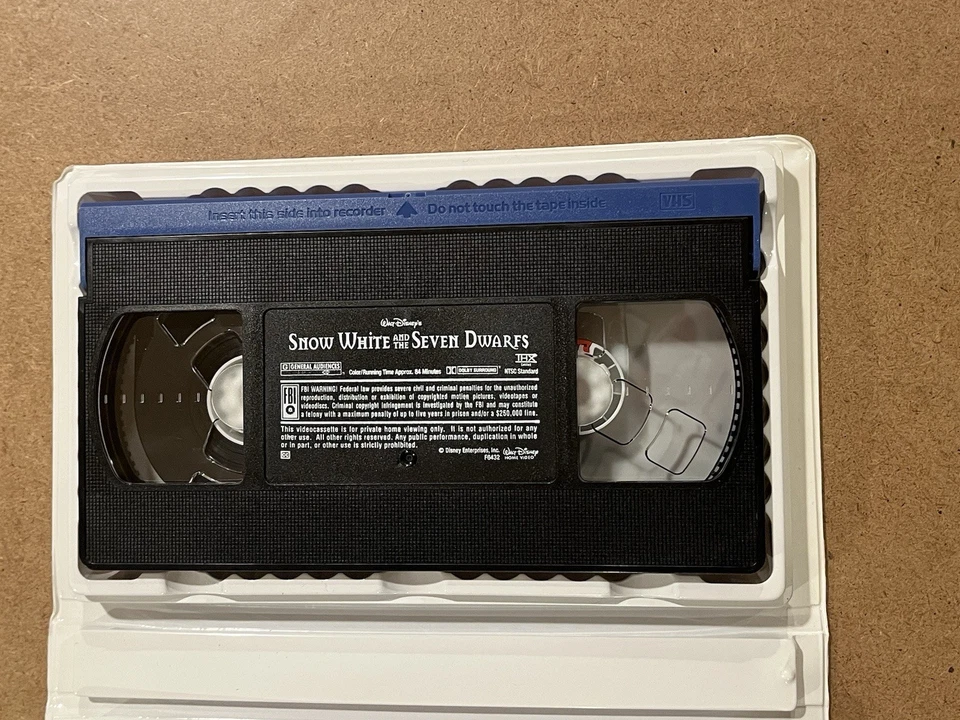 Insert this side into recorder Do not touch the tape inside VHS
WALT DISNEY'S
SNOW WHITE AND THE SEVEN DWARFS
G GENERAL AUDIENCES
Color/Running Time Approx. 84 Minutes DOLBY SURROUND NTSC Standard
THX
FBI WARNING! Federal law provides severe civil and criminal penalties for the unauthorized
reproduction, distribution or exhibition of copyrighted motion pictures, videotapes or
videodiscs. Criminal copyright infringement is investigated by the FBI and may constitute
a felony with a maximum penalty of up to five years in prison and/or a $250,000 fine.
FBI
This videocassette is for private home viewing only. It is not authorized for any
other use. All other rights reserved. Any public performance, duplication in whole
or in part, or other use is strictly prohibited.
© Disney Enterprises, Inc.
F6432
WALT DISNEY
HOME VIDEO